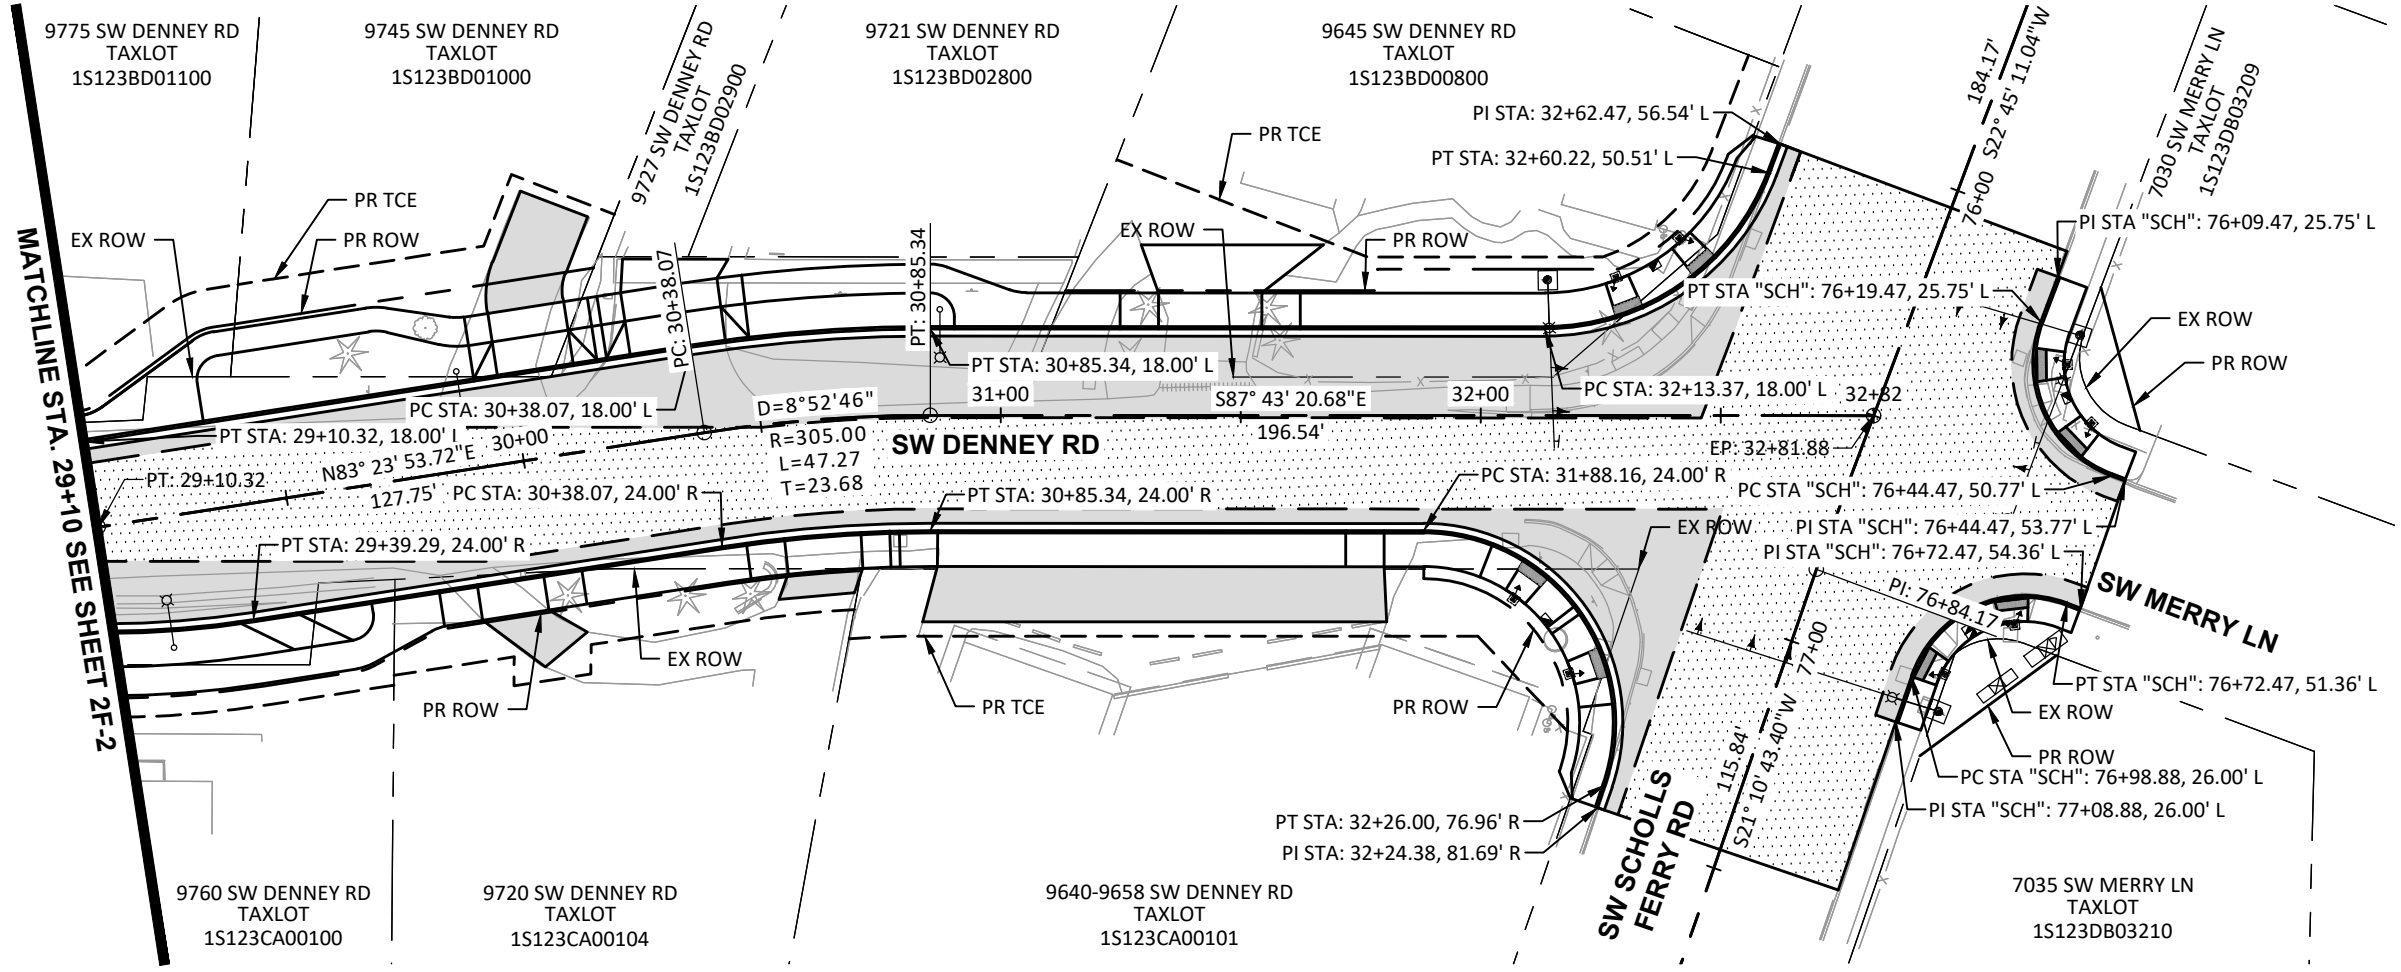 9775 SW DENNEY RD
TAXLOT
1S123BD01100
9745 SW DENNEY RD
TAXLOT
1S123BD01000
9727 SW DENNEY RD
TAXLOT
1S123BD02900
9721 SW DENNEY RD
TAXLOT
1S123BD02800
9645 SW DENNEY RD
TAXLOT
1S123BD00800
184.17'
76+00 S22° 45' 11.04"W
7030 SW MERRY LN
TAXLOT
1S123DB03209
PI STA: 32+62.47, 56.54' L
PT STA: 32+60.22, 50.51' L
PR TCE
PR TCE
EX ROW
PR ROW
EX ROW
PR ROW
PI STA "SCH": 76+09.47, 25.75' L
PT STA "SCH": 76+19.47, 25.75' L
EX ROW
PR ROW
MATCHLINE STA. 29+10 SEE SHEET 2F-2
PC: 30+38.07
PT: 30+85.34
PT STA: 30+85.34, 18.00' L
PC STA: 30+38.07, 18.00' L
PC STA: 32+13.37, 18.00' L
31+00
S87° 43' 20.68"E
32+00
32+82
196.54'
D=8°52'46"
R=305.00
L=47.27
T=23.68
SW DENNEY RD
EP: 32+81.88
PT STA: 29+10.32, 18.00' L
30+00
N83° 23' 53.72"E
127.75'
PT: 29+10.32
PC STA: 30+38.07, 24.00' R
PT STA: 30+85.34, 24.00' R
PC STA: 31+88.16, 24.00' R
PC STA "SCH": 76+44.47, 50.77' L
PI STA "SCH": 76+44.47, 53.77' L
PI STA "SCH": 76+72.47, 54.36' L
EX ROW
PT STA: 29+39.29, 24.00' R
PI: 76+84.17
SW MERRY LN
77+00
EX ROW
PR ROW
PR TCE
PR ROW
PT STA "SCH": 76+72.47, 51.36' L
EX ROW
PR ROW
PC STA "SCH": 76+98.88, 26.00' L
PI STA "SCH": 77+08.88, 26.00' L
115.84'
S21° 10' 43.40"W
PT STA: 32+26.00, 76.96' R
PI STA: 32+24.38, 81.69' R
SW SCHOLLS
FERRY RD
9760 SW DENNEY RD
TAXLOT
1S123CA00100
9720 SW DENNEY RD
TAXLOT
1S123CA00104
9640-9658 SW DENNEY RD
TAXLOT
1S123CA00101
7035 SW MERRY LN
TAXLOT
1S123DB03210